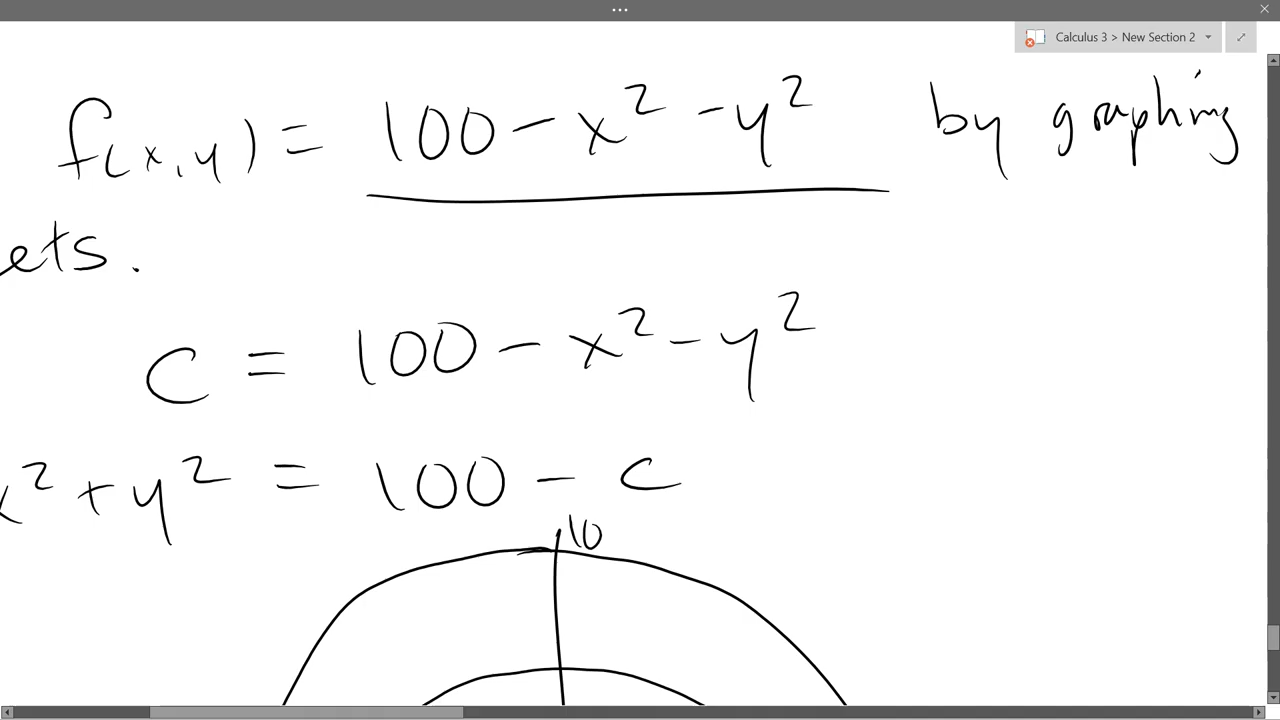 ...
Calculus 3 > New Section 2
f(x,y) = 100 - x² - y² by graphing
ets.
C = 100 - x² - y²
x² + y² = 100 - C
10